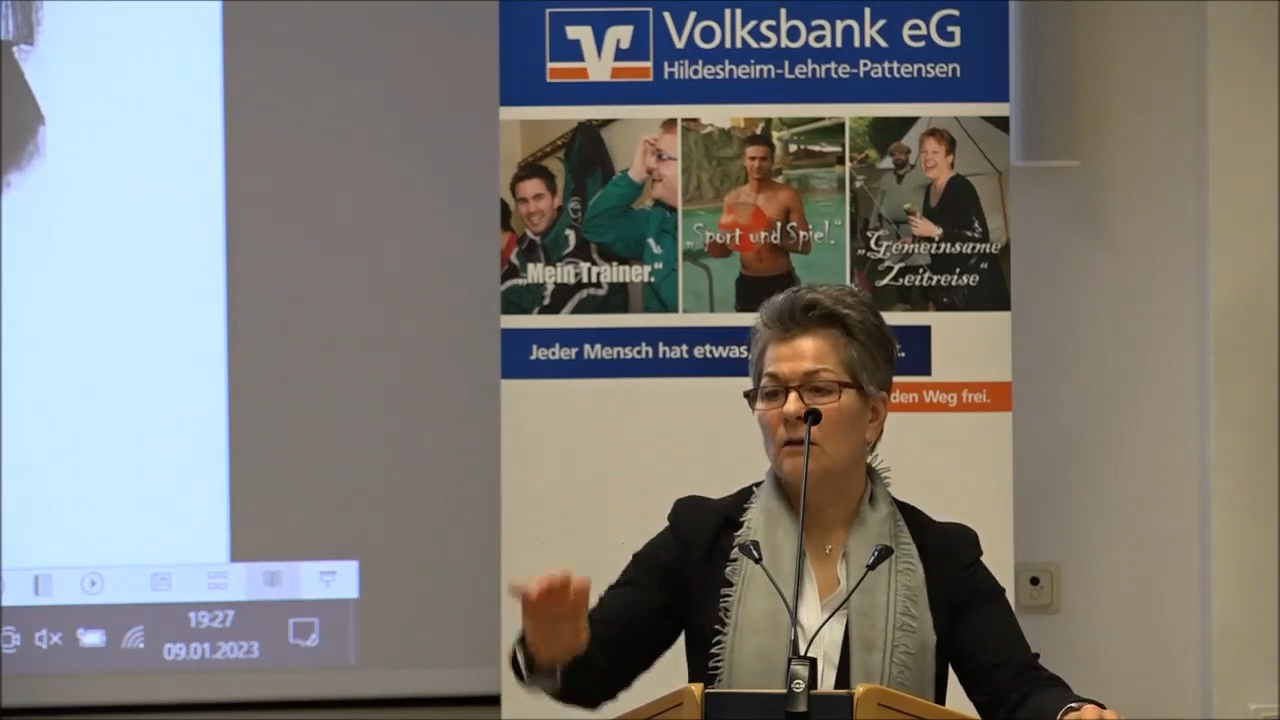 Volksbank eG
Hildesheim-Lehrte-Pattensen
„Mein Trainer.“
„Sport und Spiel.“
„Gemeinsame
Zeitreise“
Jeder Mensch hat etwas,
den Weg frei.
19:27
09.01.2023